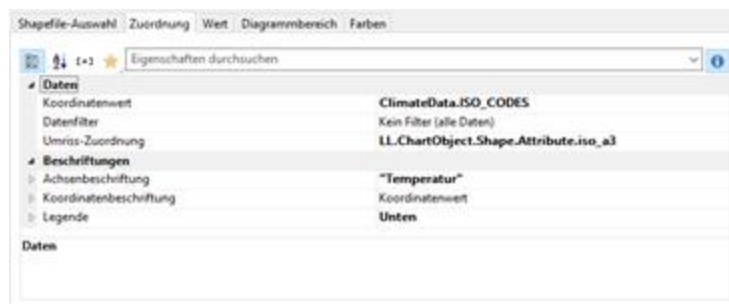 Shapefile-Auswahl Zuordnung Wert Diagrammbereich Farben
Eigenschaften durchsuchen
Daten
Koordinatenwert ClimateData.ISO_CODES
Datenfilter Kein Filter (alle Daten)
Umriss-Zuordnung LL.ChartObject.Shape.Attribute.iso_a3
Beschriftungen
Achsenbeschriftung "Temperatur"
Koordinatenbeschriftung Koordinatenwert
Legende Unten
Daten